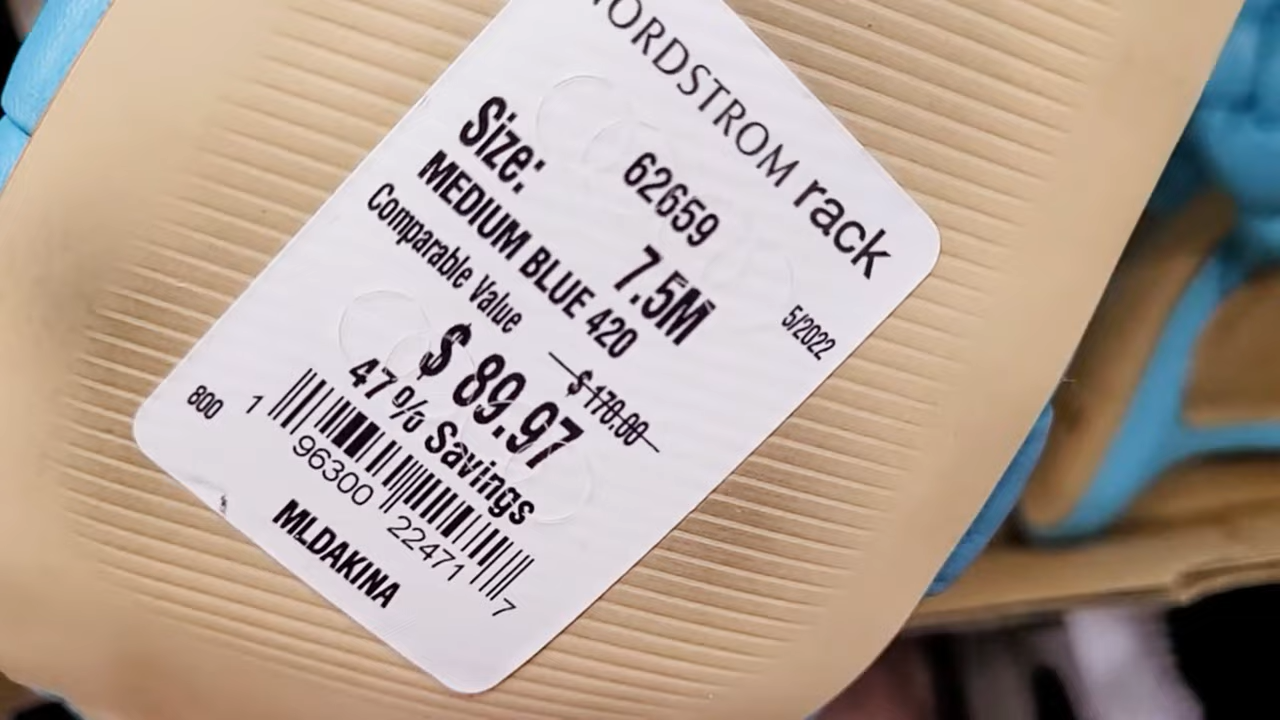 NORDSTROM rack
62659
Size: 7.5M
MEDIUM BLUE 420
5/2022
Comparable Value $ 170.00
$ 89.97
47% Savings
800
1 96300 22471 7
MLDAKINA